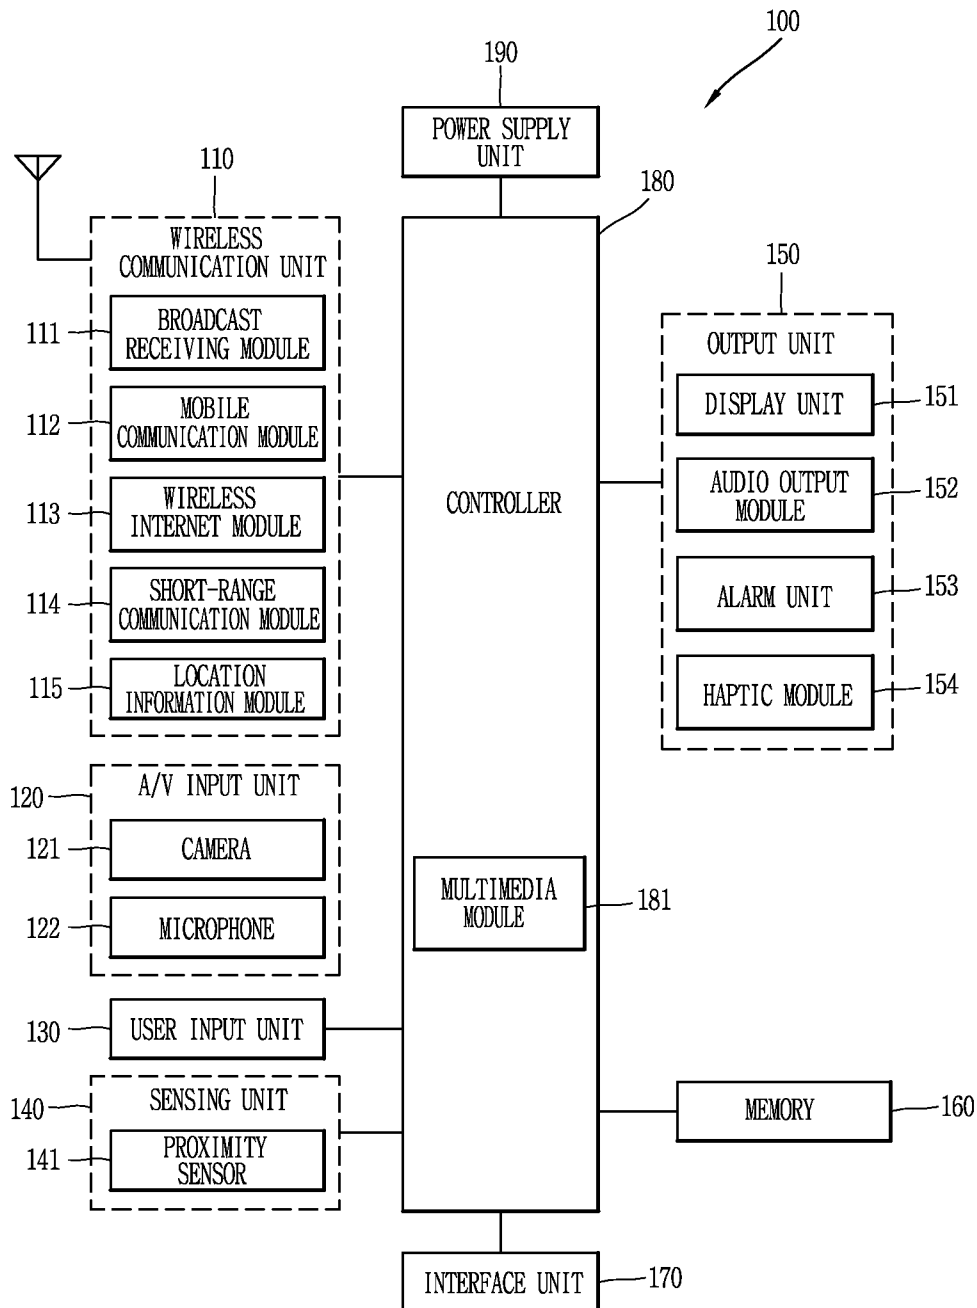 100
190
POWER SUPPLY
UNIT
110
180
WIRELESS
COMMUNICATION UNIT
150
111
BROADCAST
RECEIVING MODULE
OUTPUT UNIT
112
MOBILE
COMMUNICATION MODULE
DISPLAY UNIT
151
113
WIRELESS
INTERNET MODULE
CONTROLLER
AUDIO OUTPUT
MODULE
152
114
SHORT-RANGE
COMMUNICATION MODULE
ALARM UNIT
153
115
LOCATION
INFORMATION MODULE
HAPTIC MODULE
154
120
A/V INPUT UNIT
121
CAMERA
122
MICROPHONE
MULTIMEDIA
MODULE
181
130
USER INPUT UNIT
140
SENSING UNIT
141
PROXIMITY
SENSOR
MEMORY
160
INTERFACE UNIT
170